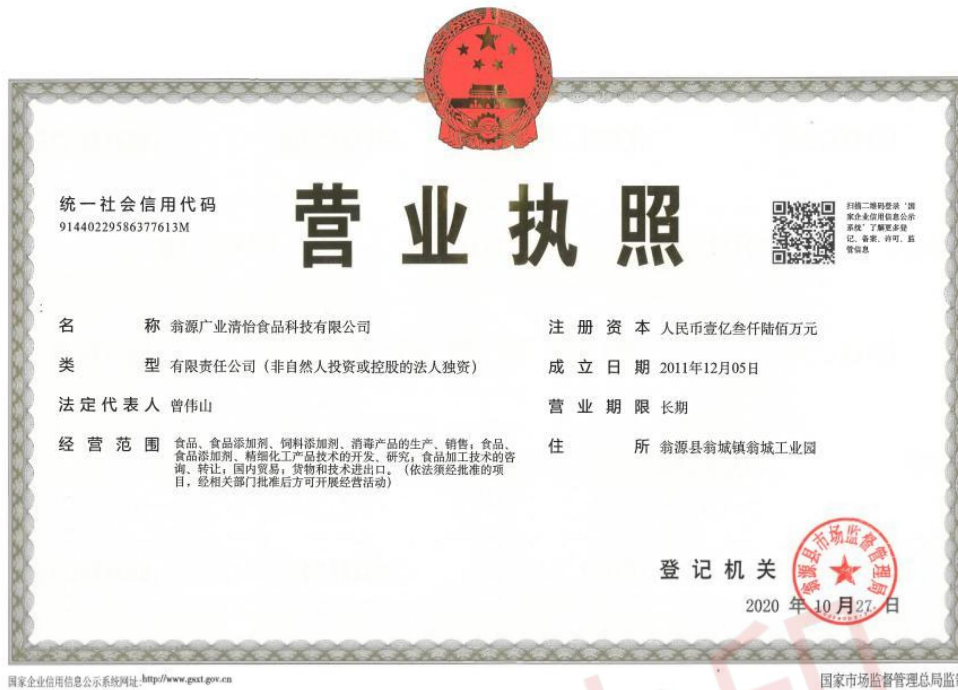 统一社会信用代码
91440229586377613M
营业执照
扫描二维码登录‘国
家企业信用信息公示
系统’了解更多登
记、备案、许可、监
管信息
名称 翁源广业清怡食品科技有限公司
类型 有限责任公司（非自然人投资或控股的法人独资）
法定代表人 曾伟山
经营范围 食品、食品添加剂、饲料添加剂、消毒产品的生产、销售；食品、
食品添加剂、精细化工产品技术的开发、研究；食品加工技术的咨
询、转让；国内贸易；货物和技术进出口。（依法须经批准的项
目，经相关部门批准后方可开展经营活动）
注册资本 人民币壹亿叁仟陆佰万元
成立日期 2011年12月05日
营业期限 长期
住所 翁源县翁城镇翁城工业园
登记机关
翁源县市场监督管理局
2020 年 10 月 27 日
国家企业信用信息公示系统网址：http://www.gsxt.gov.cn
国家市场监督管理总局监制